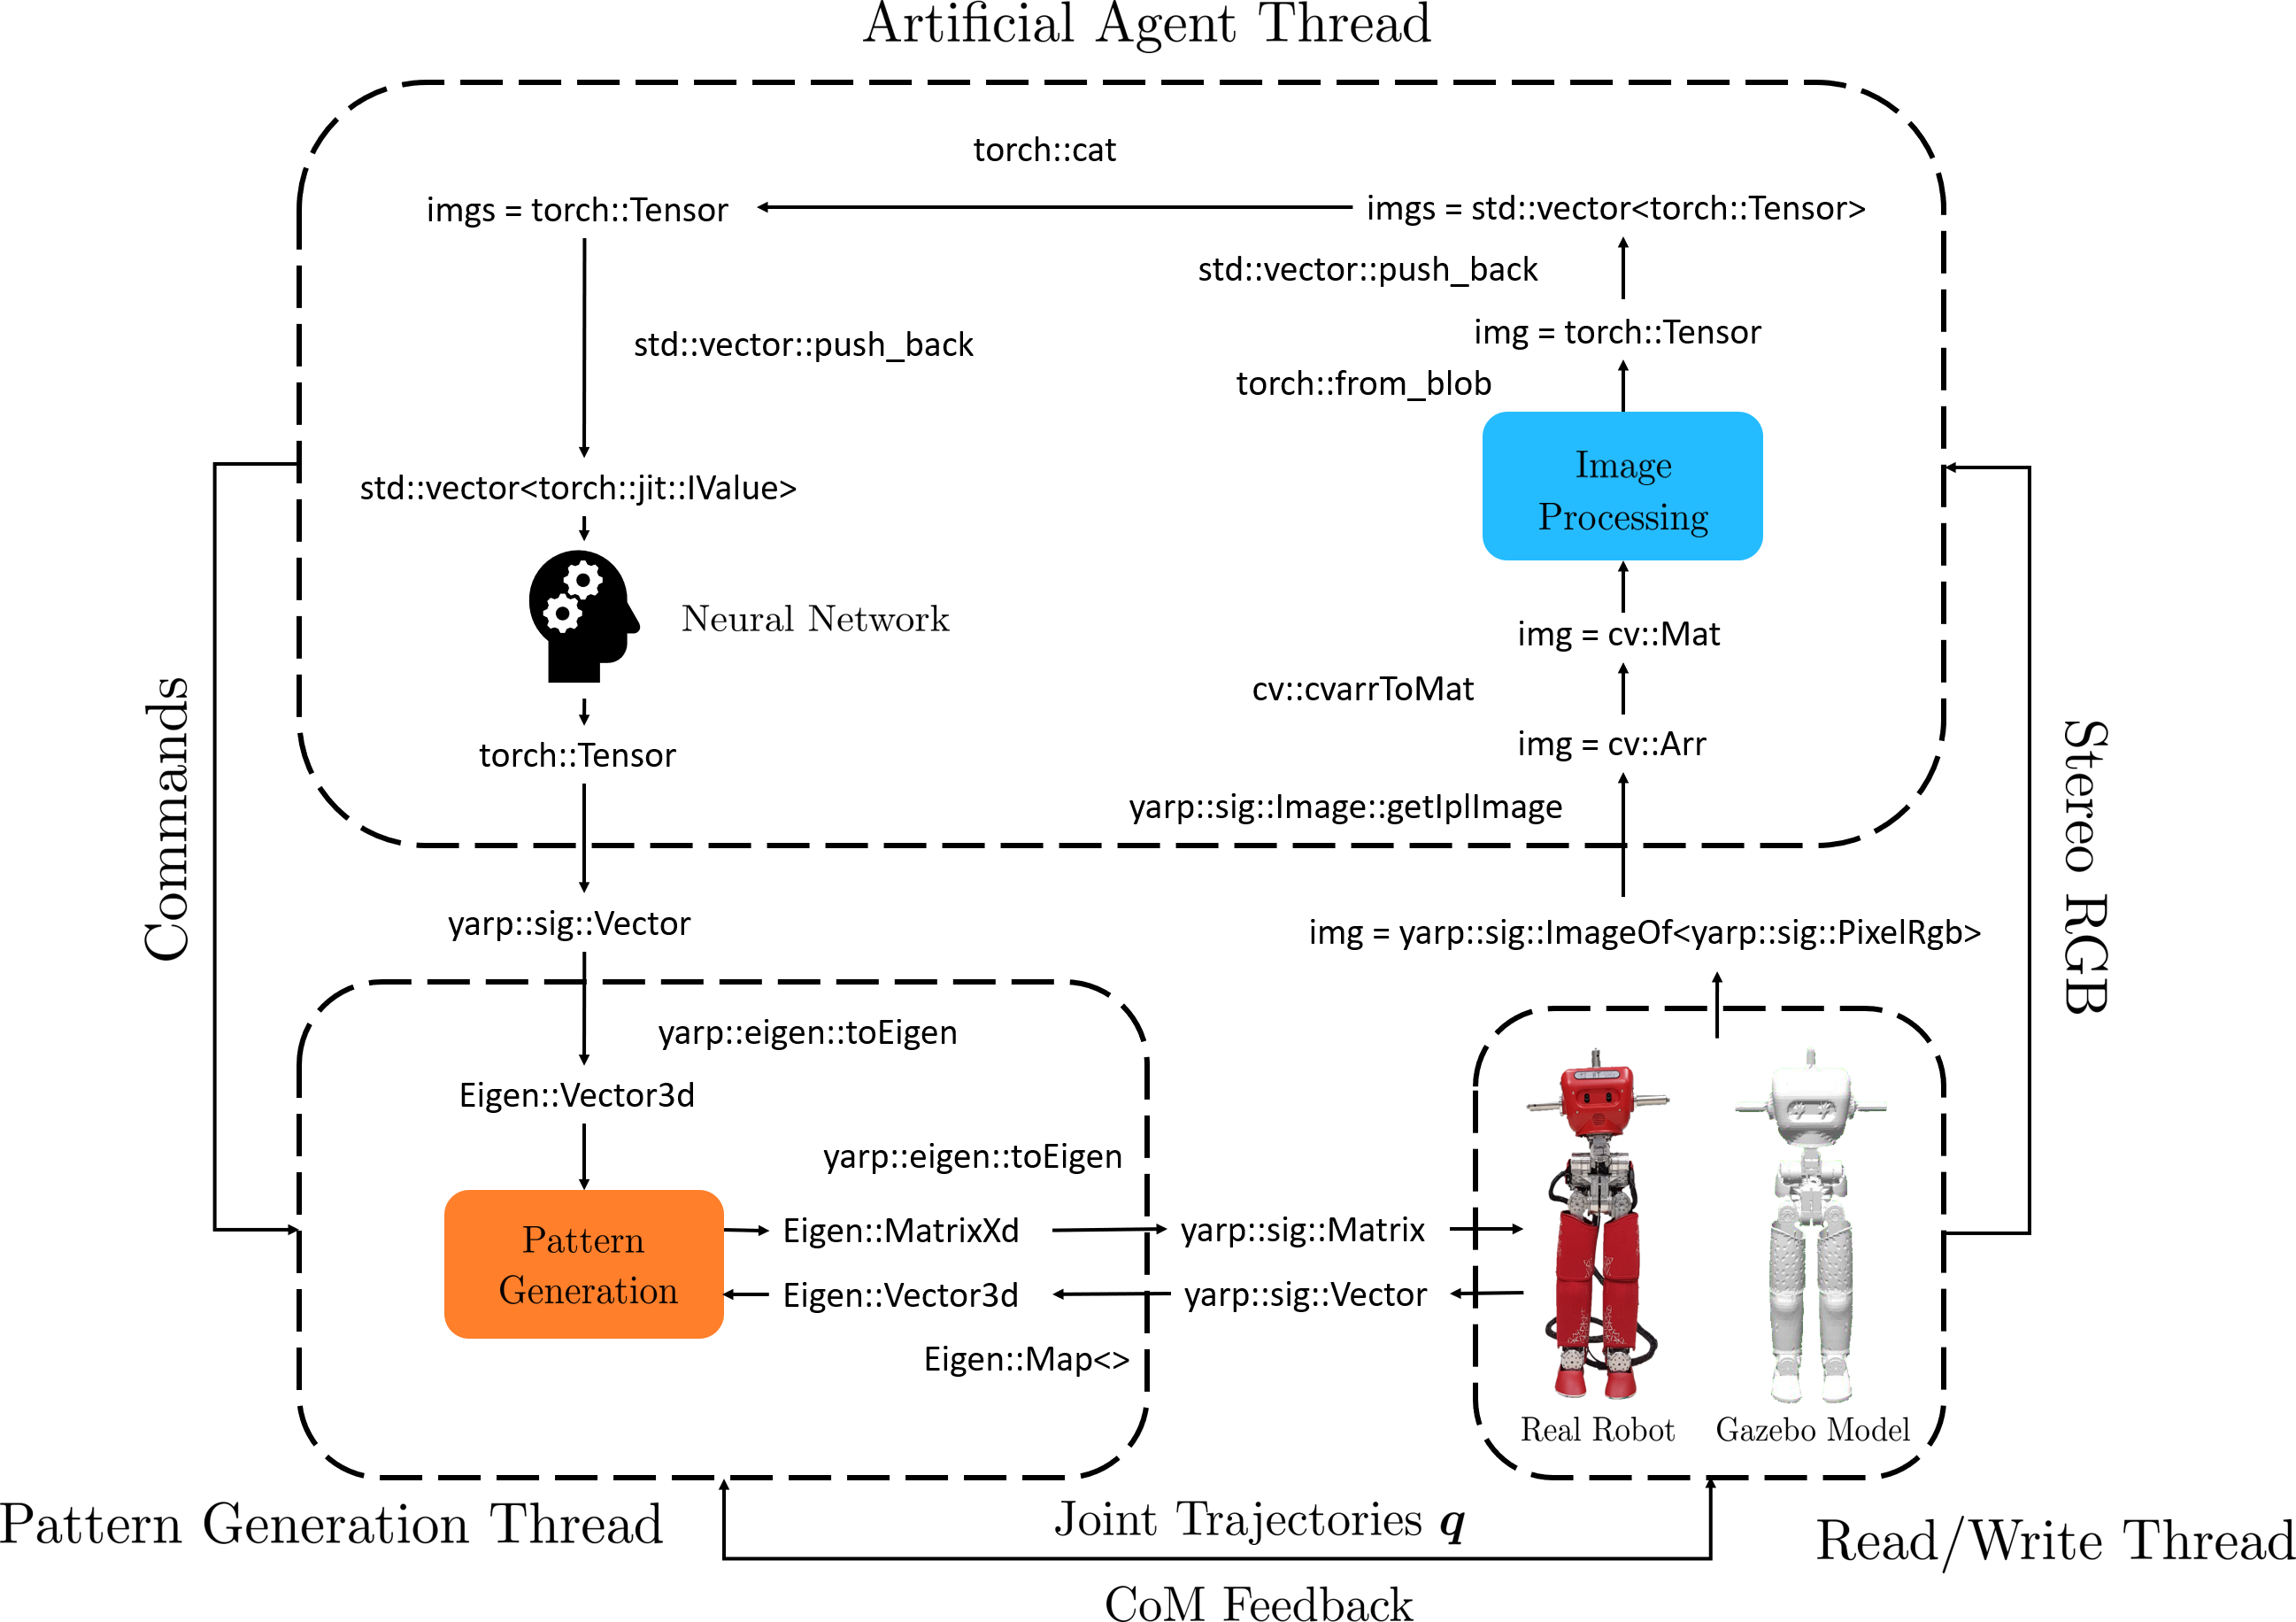 Artificial Agent Thread
torch::cat
imgs = torch::Tensor
imgs = std::vector<torch::Tensor>
std::vector::push_back
img = torch::Tensor
std::vector::push_back
torch::from_blob
Image
Processing
std::vector<torch::jit::IValue>
Neural Network
img = cv::Mat
cv::cvarrToMat
img = cv::Arr
torch::Tensor
yarp::sig::Image::getIplImage
Commands
Stereo RGB
yarp::sig::Vector
img = yarp::sig::ImageOf<yarp::sig::PixelRgb>
yarp::eigen::toEigen
Eigen::Vector3d
yarp::eigen::toEigen
Pattern
Generation
Eigen::MatrixXd
yarp::sig::Matrix
Eigen::Vector3d
yarp::sig::Vector
Eigen::Map<>
Real Robot
Gazebo Model
Pattern Generation Thread
Joint Trajectories q
Read/Write Thread
CoM Feedback